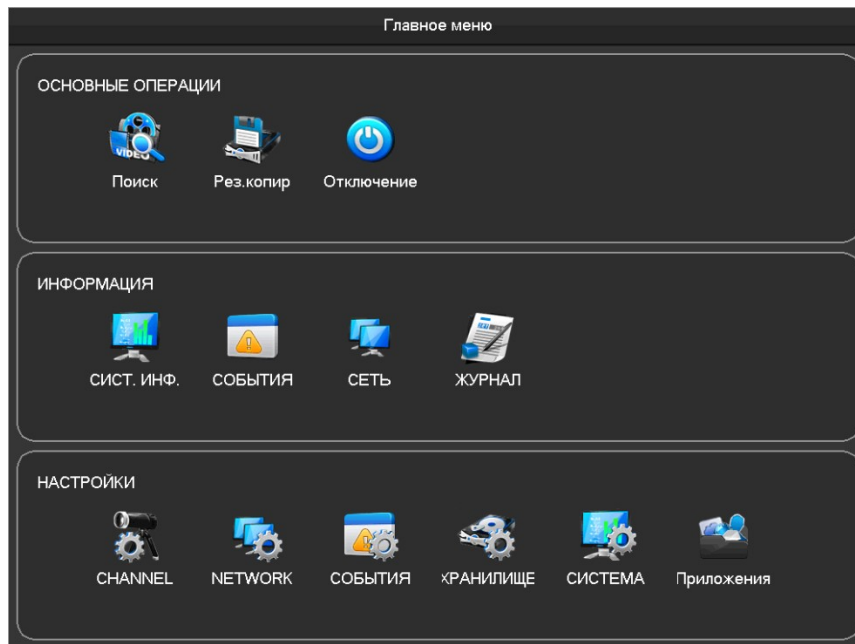 Главное меню
ОСНОВНЫЕ ОПЕРАЦИИ
VIDEO
Поиск Рез.копир Отключение
ИНФОРМАЦИЯ
СИСТ. ИНФ. СОБЫТИЯ СЕТЬ ЖУРНАЛ
НАСТРОЙКИ
CHANNEL NETWORK СОБЫТИЯ ХРАНИЛИЩЕ СИСТЕМА Приложения